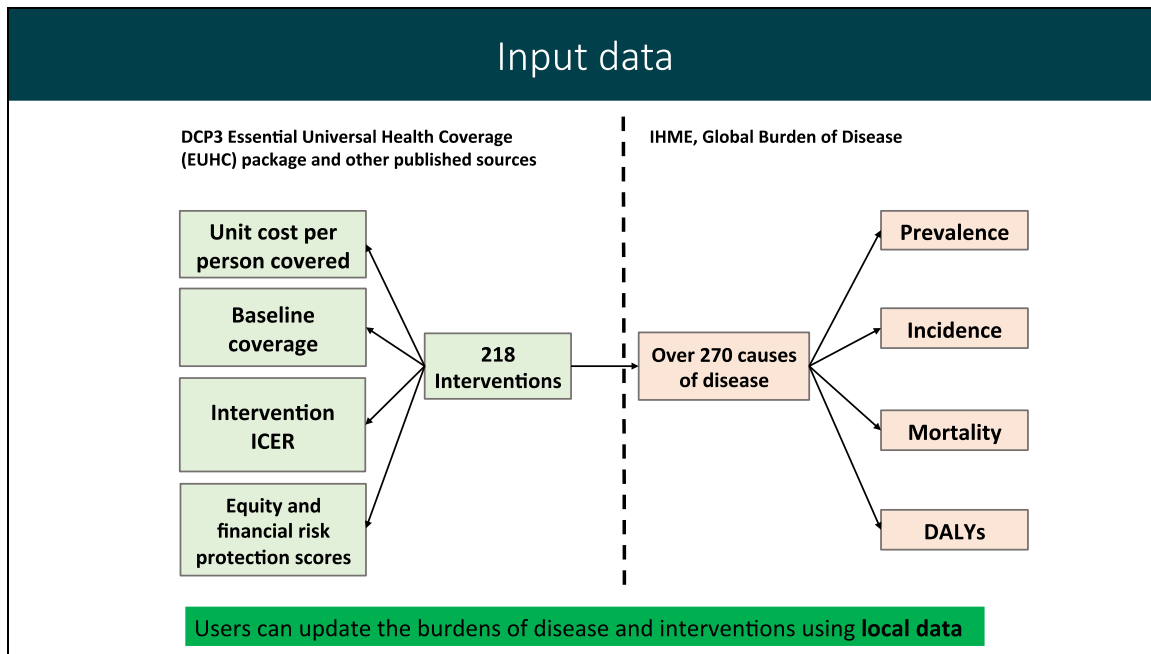 Input data
DCP3 Essential Universal Health Coverage
(EUHC) package and other published sources
IHME, Global Burden of Disease
Unit cost per
person covered
Baseline
coverage
Intervention
ICER
Equity and
financial risk
protection scores
218
Interventions
Over 270 causes
of disease
Prevalence
Incidence
Mortality
DALYs
Users can update the burdens of disease and interventions using local data